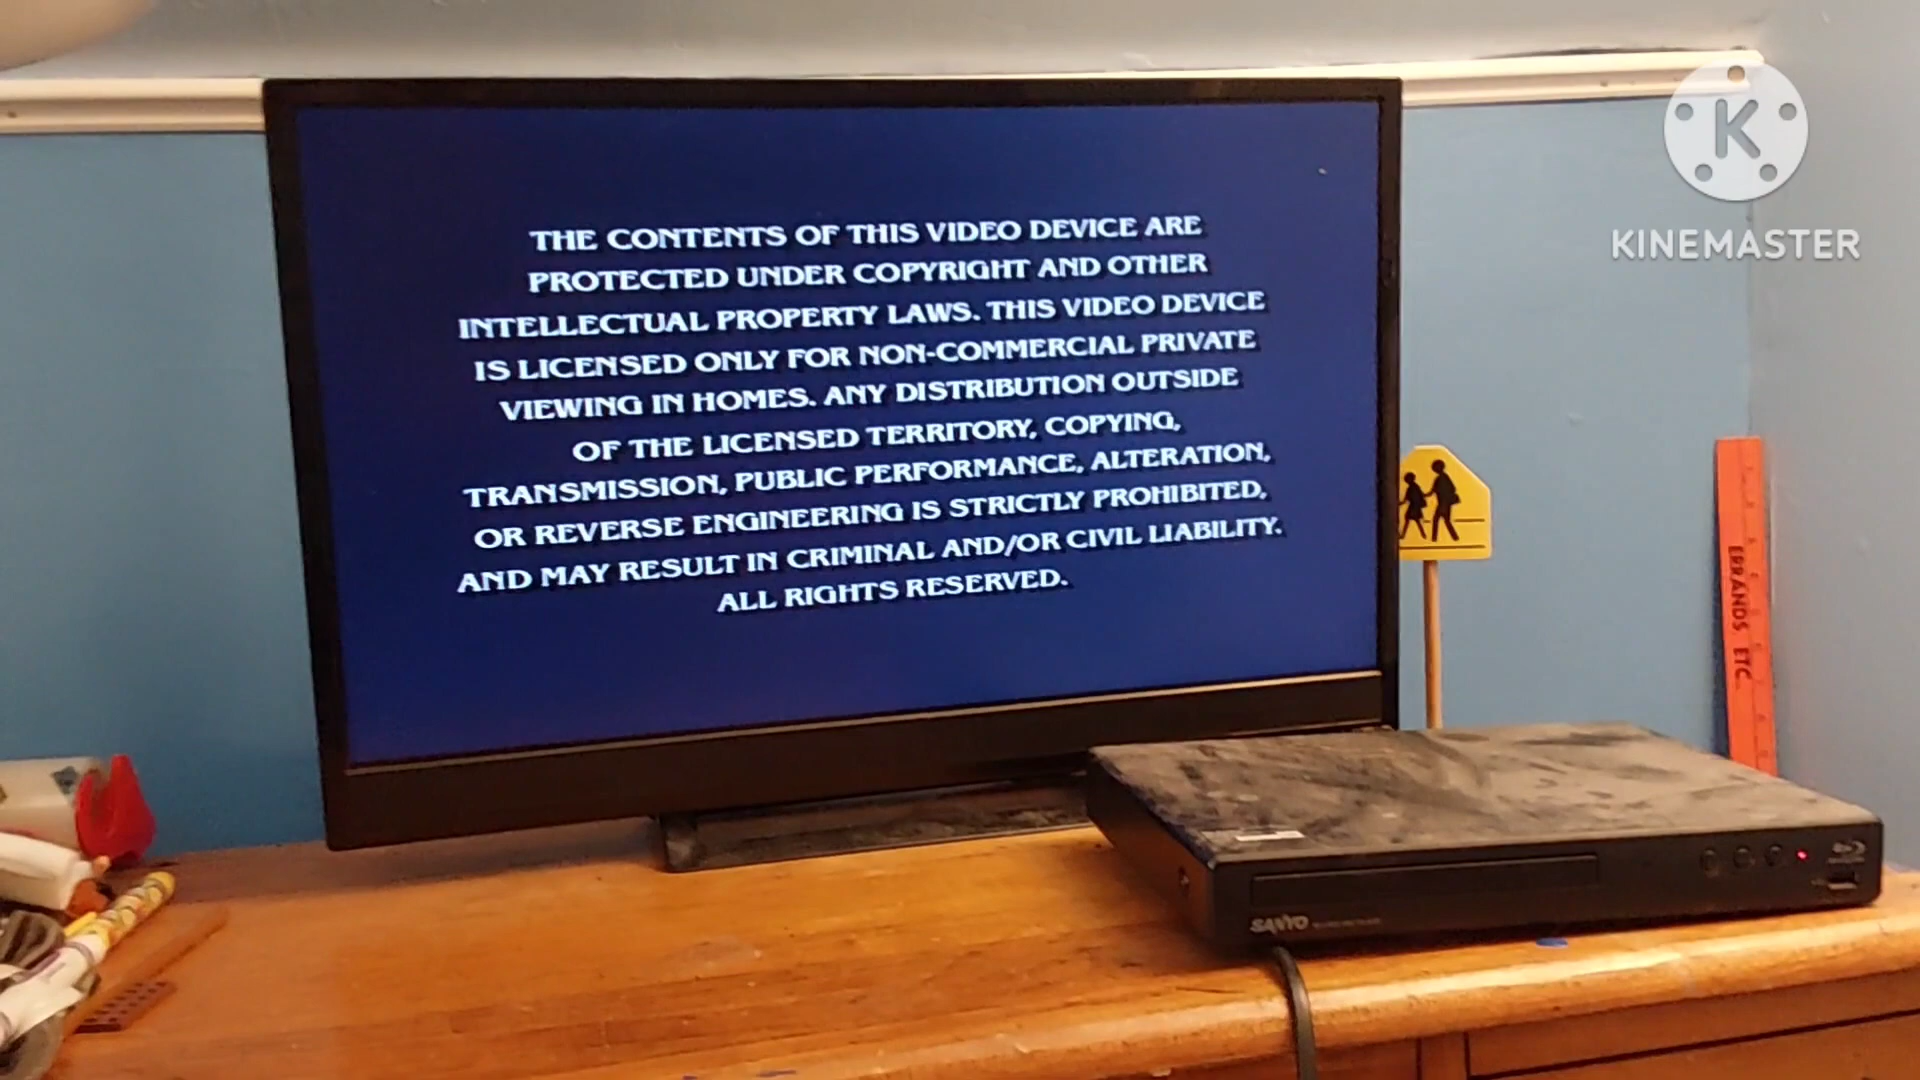 THE CONTENTS OF THIS VIDEO DEVICE ARE
PROTECTED UNDER COPYRIGHT AND OTHER
INTELLECTUAL PROPERTY LAWS. THIS VIDEO DEVICE
IS LICENSED ONLY FOR NON-COMMERCIAL PRIVATE
VIEWING IN HOMES. ANY DISTRIBUTION OUTSIDE
OF THE LICENSED TERRITORY, COPYING,
TRANSMISSION, PUBLIC PERFORMANCE, ALTERATION,
OR REVERSE ENGINEERING IS STRICTLY PROHIBITED,
AND MAY RESULT IN CRIMINAL AND/OR CIVIL LIABILITY.
ALL RIGHTS RESERVED.
K
KINEMASTER
ERRANDS ETC.
SANYO